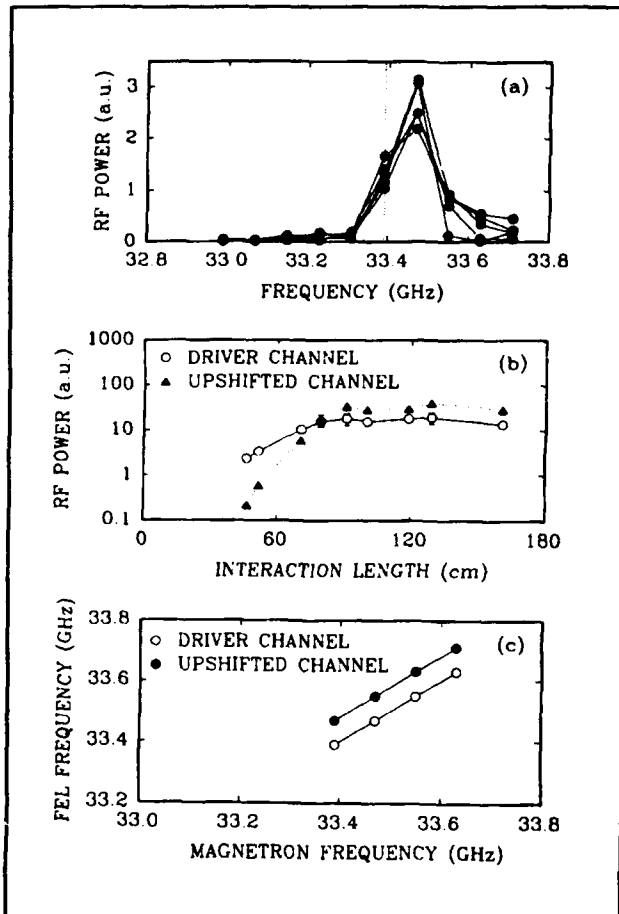 (a)
RF POWER (a.u.)
3
2
1
0
32.8 33 0 33.2 33.4 33.6 33.8
FREQUENCY (GHz)
(b)
○ DRIVER CHANNEL
▲ UPSHIFTED CHANNEL
RF POWER (a.u.)
1000
100
10
1
0.1
0 60 120 180
INTERACTION LENGTH (cm)
(c)
○ DRIVER CHANNEL
● UPSHIFTED CHANNEL
FEL FREQUENCY (GHz)
33.8
33.6
33.4
33.2
33.0 33.2 33.4 33.6 33.8
MAGNETRON FREQUENCY (GHz)